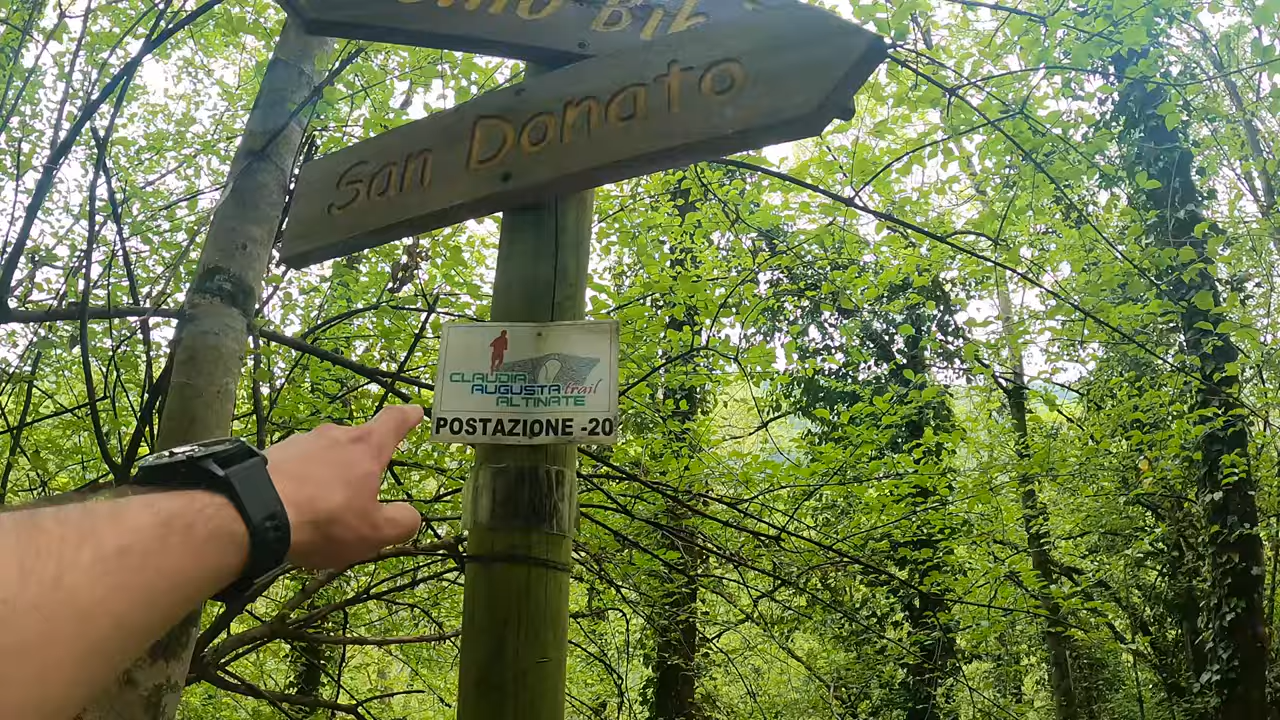 San Donato
CLAUDIA
AUGUSTA trail
ALTINATE
POSTAZIONE -20